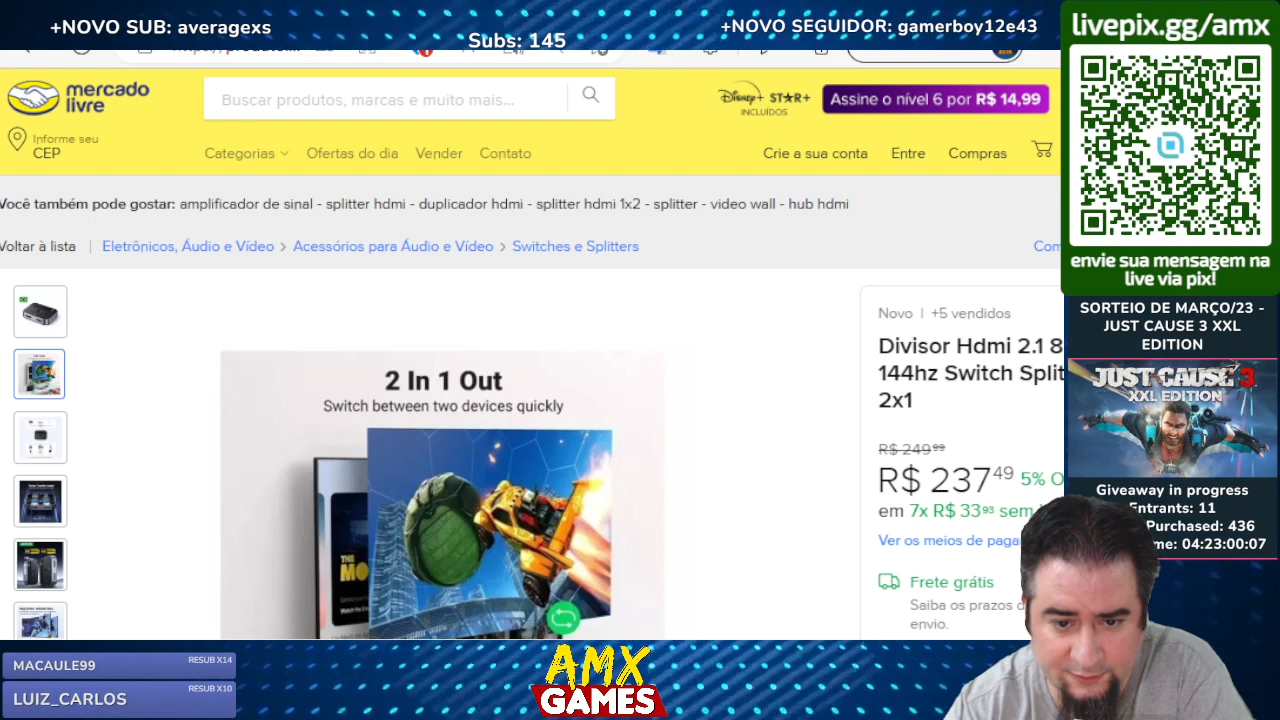 +NOVO SUB: averagexs
Subs: 145
+NOVO SEGUIDOR: gamerboy12e43
livepix.gg/amx
mercado
livre
Buscar produtos, marcas e muito mais...
Disney+ STAR+
INCLUÍDOS
Assine o nível 6 por R$ 14,99
Informe seu
CEP
Categorias
Ofertas do dia
Vender
Contato
Crie a sua conta
Entre
Compras
Você também pode gostar: amplificador de sinal - splitter hdmi - duplicador hdmi - splitter hdmi 1x2 - splitter - video wall - hub hdmi
Voltar à lista | Eletrônicos, Áudio e Vídeo > Acessórios para Áudio e Vídeo > Switches e Splitters
envie sua mensagem na
live via pix!
2 In 1 Out
Switch between two devices quickly
THE
Novo | +5 vendidos
Divisor Hdmi 2.1 8
144hz Switch Split
2x1
R$ 249 99
R$ 237 49 5% O
em 7x R$ 33 93 sem
Ver os meios de paga
Frete grátis
Saiba os prazos d
envio.
SORTEIO DE MARÇO/23 -
JUST CAUSE 3 XXL
EDITION
JUST CAUSE 3
XXL EDITION
Giveaway in progress
Entrants: 11
Purchased: 436
me: 04:23:00:07
MACAULE99 RESUB X14
LUIZ_CARLOS RESUB X10
AMX
GAMES